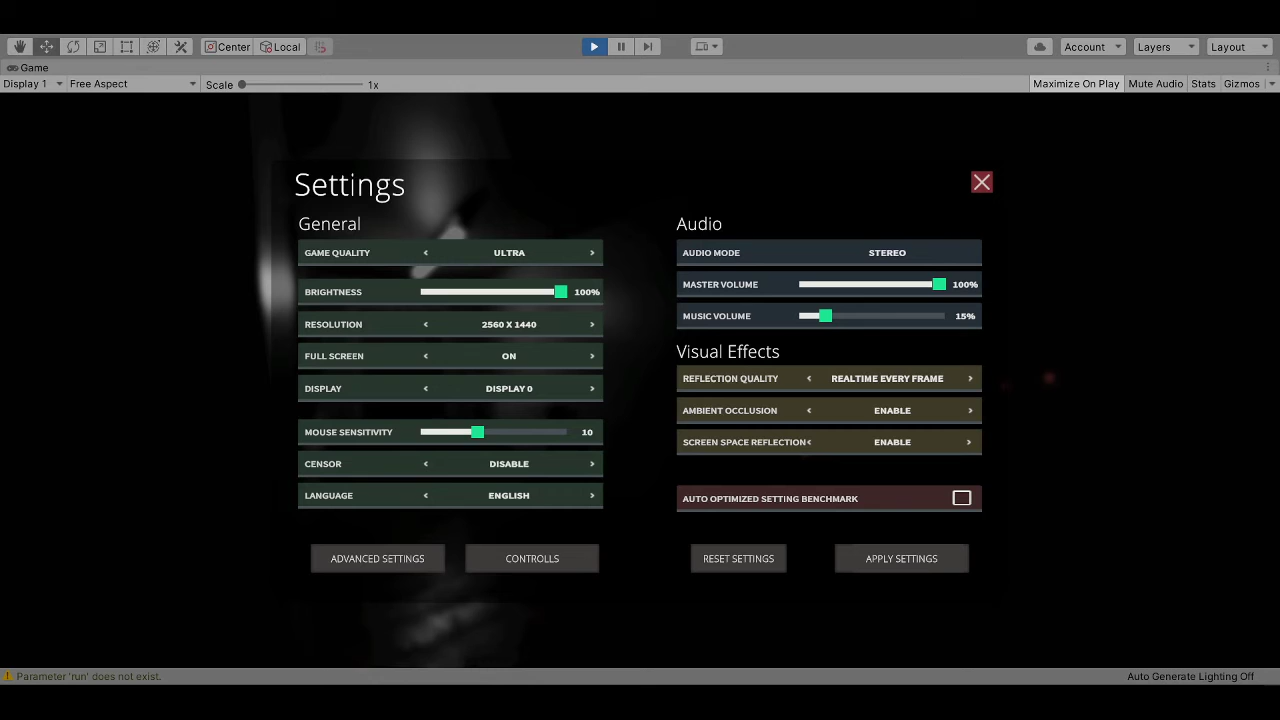 Center Local Account Layers Layout
Game
Display 1 Free Aspect Scale 1x Maximize On Play Mute Audio Stats Gizmos
Settings
General
GAME QUALITY ULTRA
BRIGHTNESS 100%
RESOLUTION 2560 X 1440
FULL SCREEN ON
DISPLAY DISPLAY 0
MOUSE SENSITIVITY 10
CENSOR DISABLE
LANGUAGE ENGLISH
ADVANCED SETTINGS CONTROLLS
Audio
AUDIO MODE STEREO
MASTER VOLUME 100%
MUSIC VOLUME 15%
Visual Effects
REFLECTION QUALITY REALTIME EVERY FRAME
AMBIENT OCCLUSION ENABLE
SCREEN SPACE REFLECTION ENABLE
AUTO OPTIMIZED SETTING BENCHMARK
RESET SETTINGS APPLY SETTINGS
Parameter 'run' does not exist. Auto Generate Lighting Off